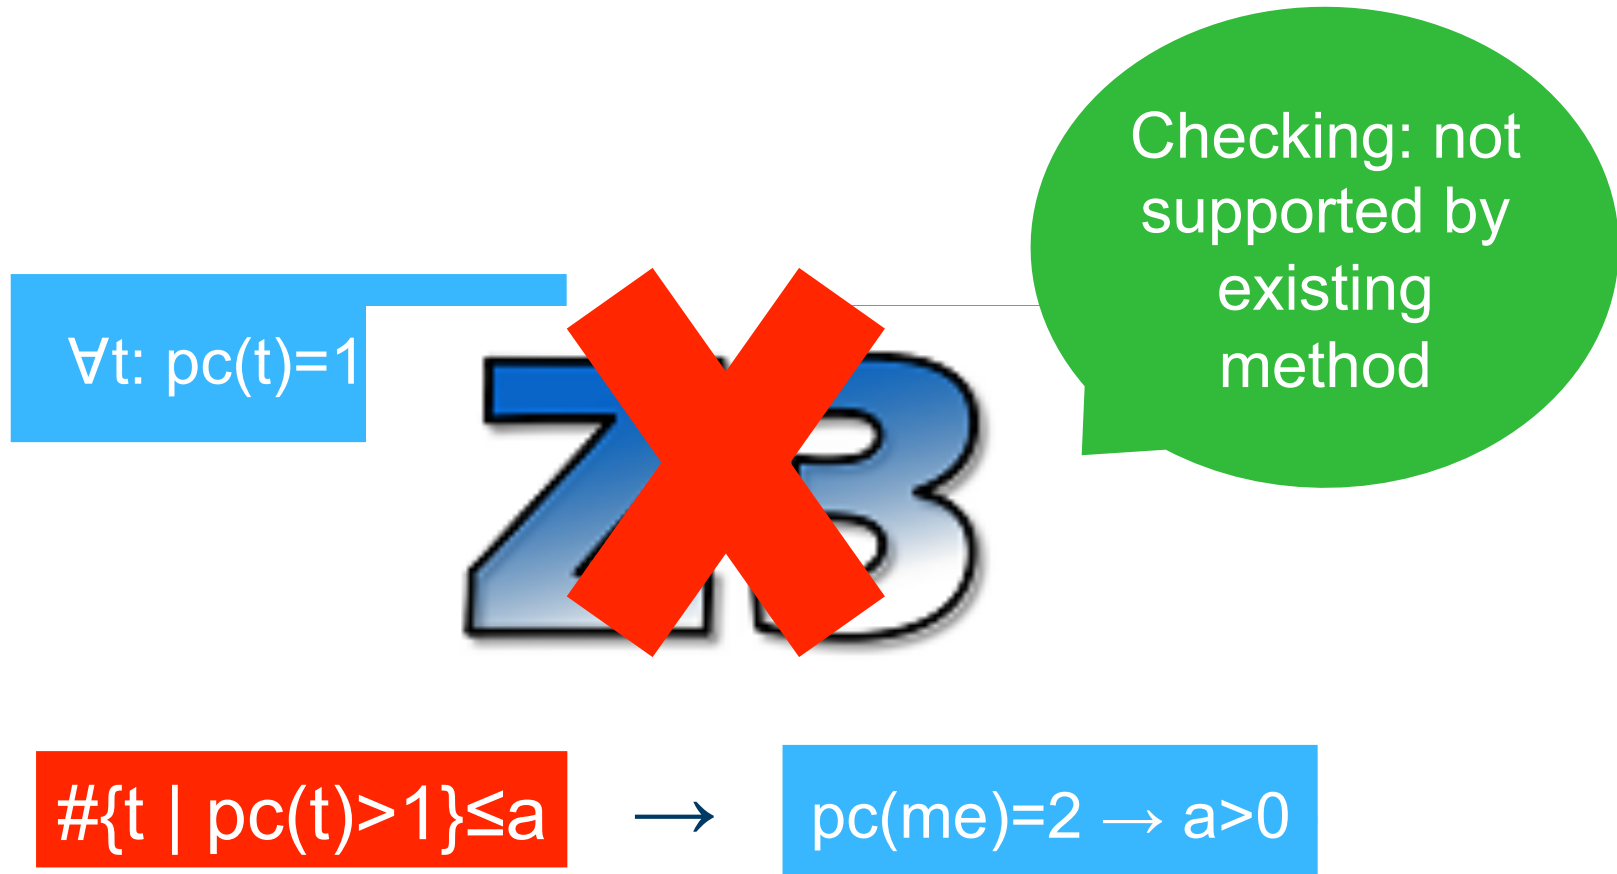 Checking: not
supported by
existing
method
∀t: pc(t)=1
Z3
#{t | pc(t)>1}≤a → pc(me)=2 → a>0